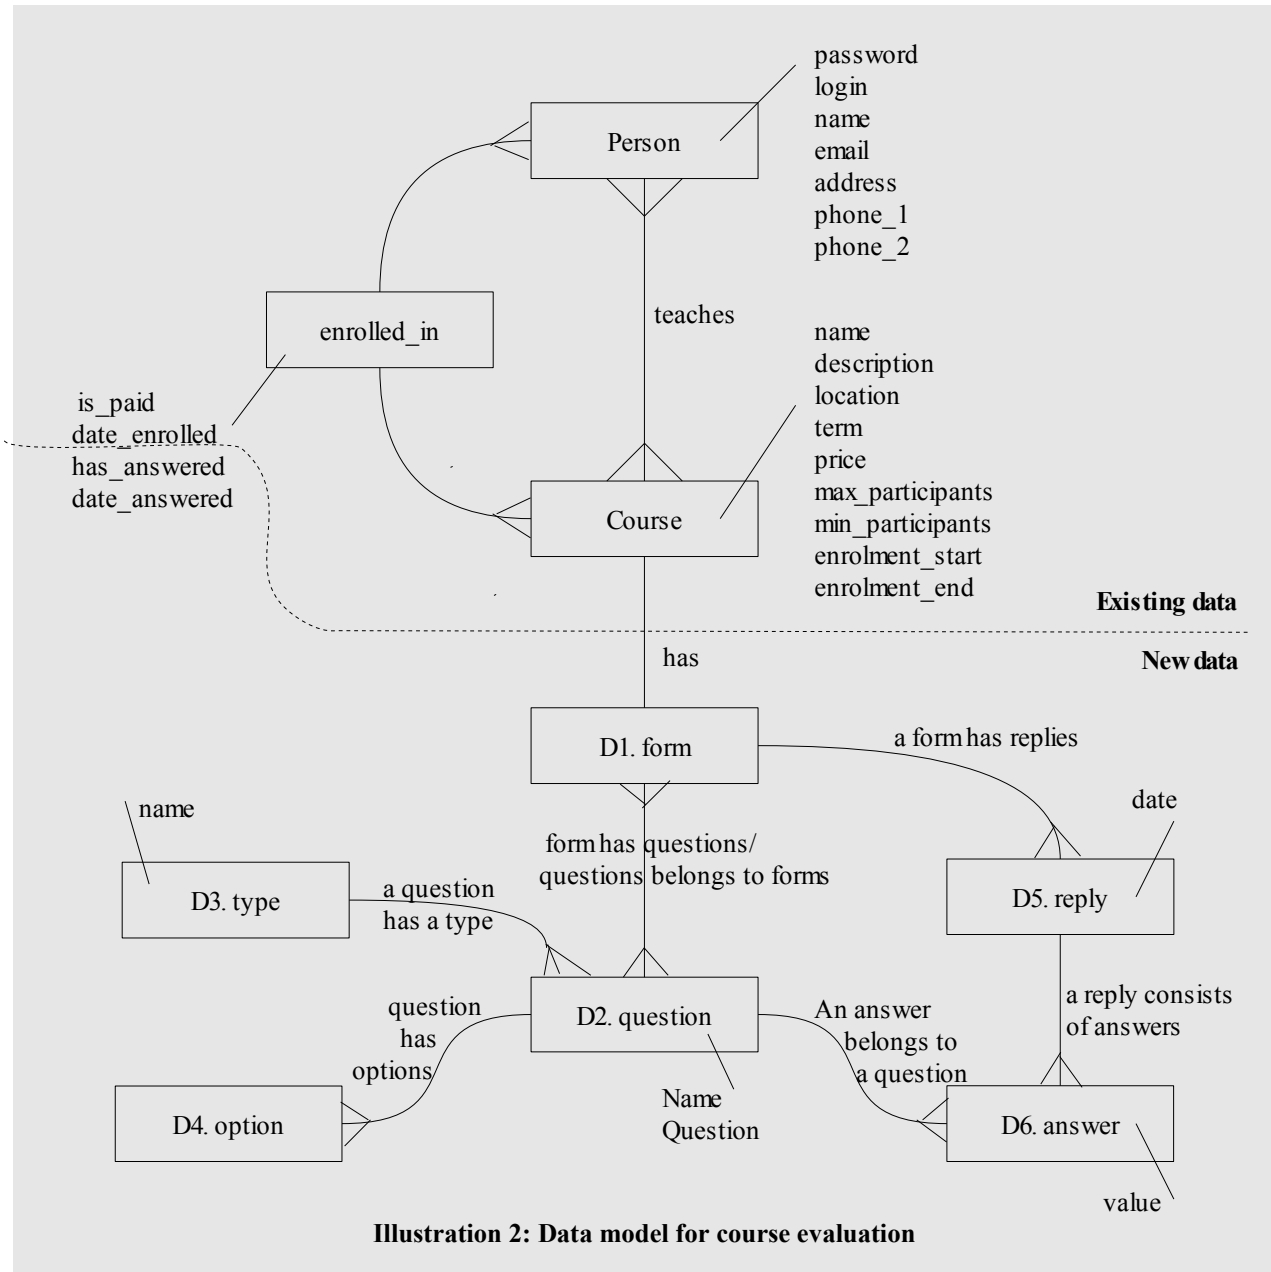 password
login
name
email
address
phone_1
phone_2
Person
teaches
enrolled_in
name
description
location
term
price
max_participants
min_participants
enrolment_start
enrolment_end
is_paid
date_enrolled
has_answered
date_answered
Course
Existing data
has
New data
D1. form
a form has replies
name
date
form has questions/
questions belongs to forms
D3. type
a question
has a type
D5. reply
question
has
options
D2. question
An answer
belongs to
a question
a reply consists
of answers
Name
Question
D4. option
D6. answer
value
Illustration 2: Data model for course evaluation